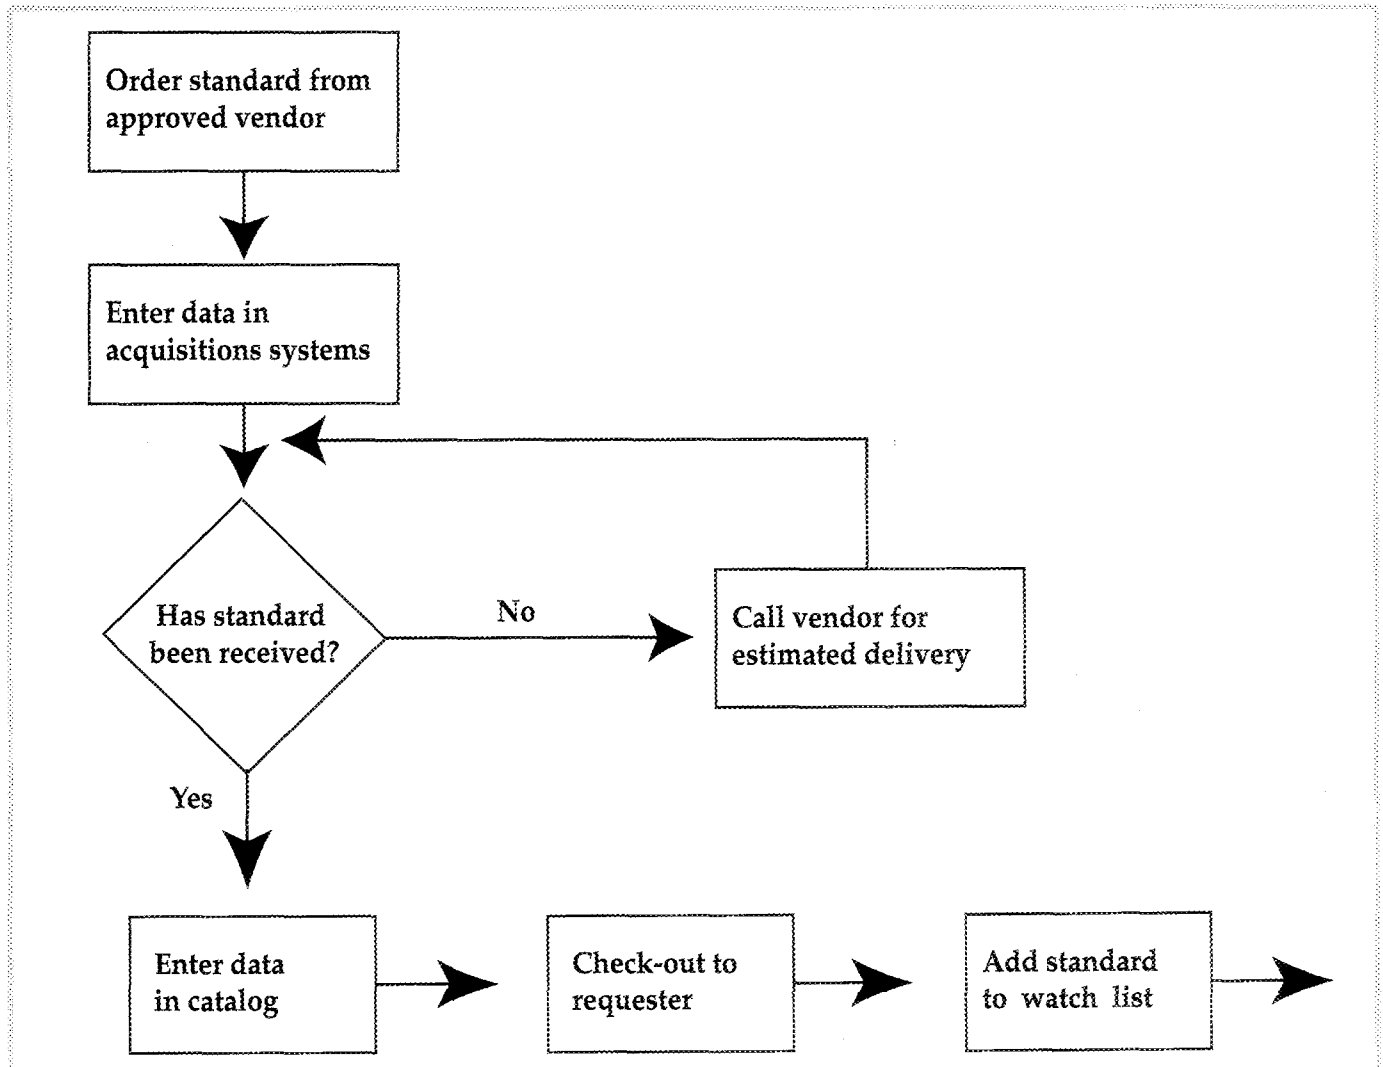 Order standard from
approved vendor
Enter data in
acquisitions systems
Has standard
been received?
No
Call vendor for
estimated delivery
Yes
Enter data
in catalog
Check-out to
requester
Add standard
to watch list